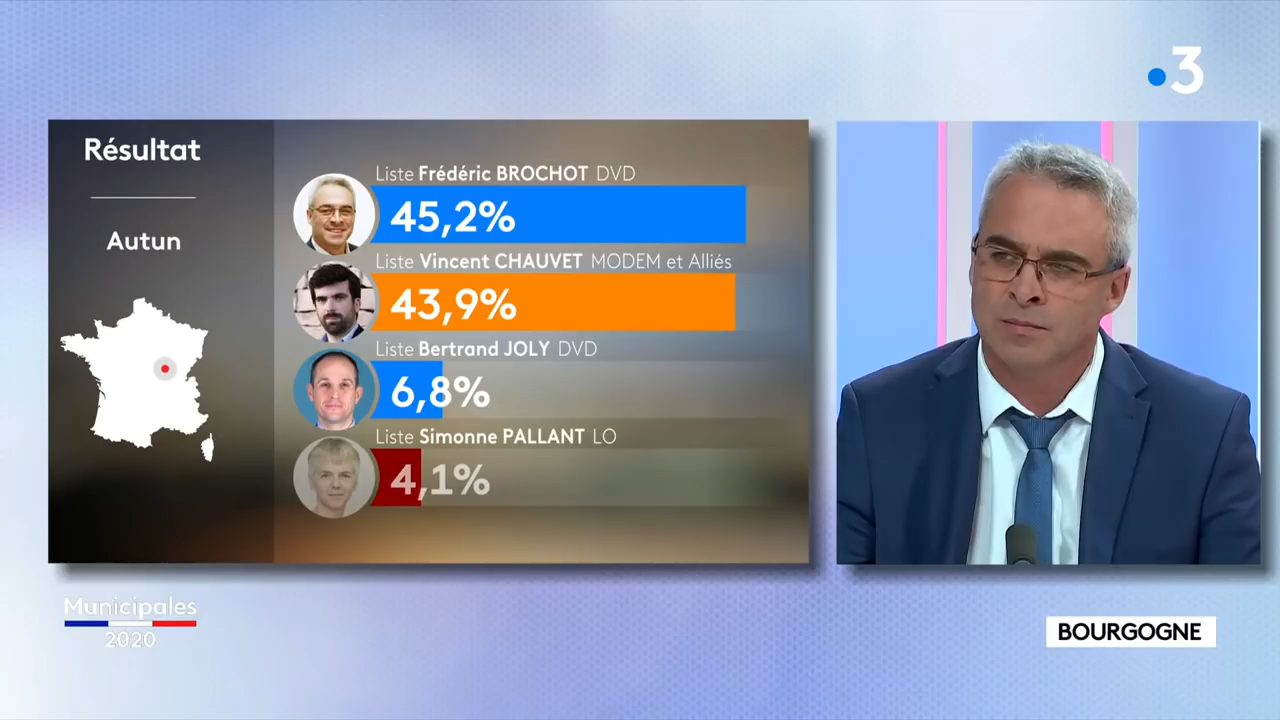 3
Résultat
Autun
Liste Frédéric BROCHOT DVD
45,2%
Liste Vincent CHAUVET MODEM et Alliés
43,9%
Liste Bertrand JOLY DVD
6,8%
Liste Simonne PALLANT LO
4,1%
Municipales
2020
BOURGOGNE